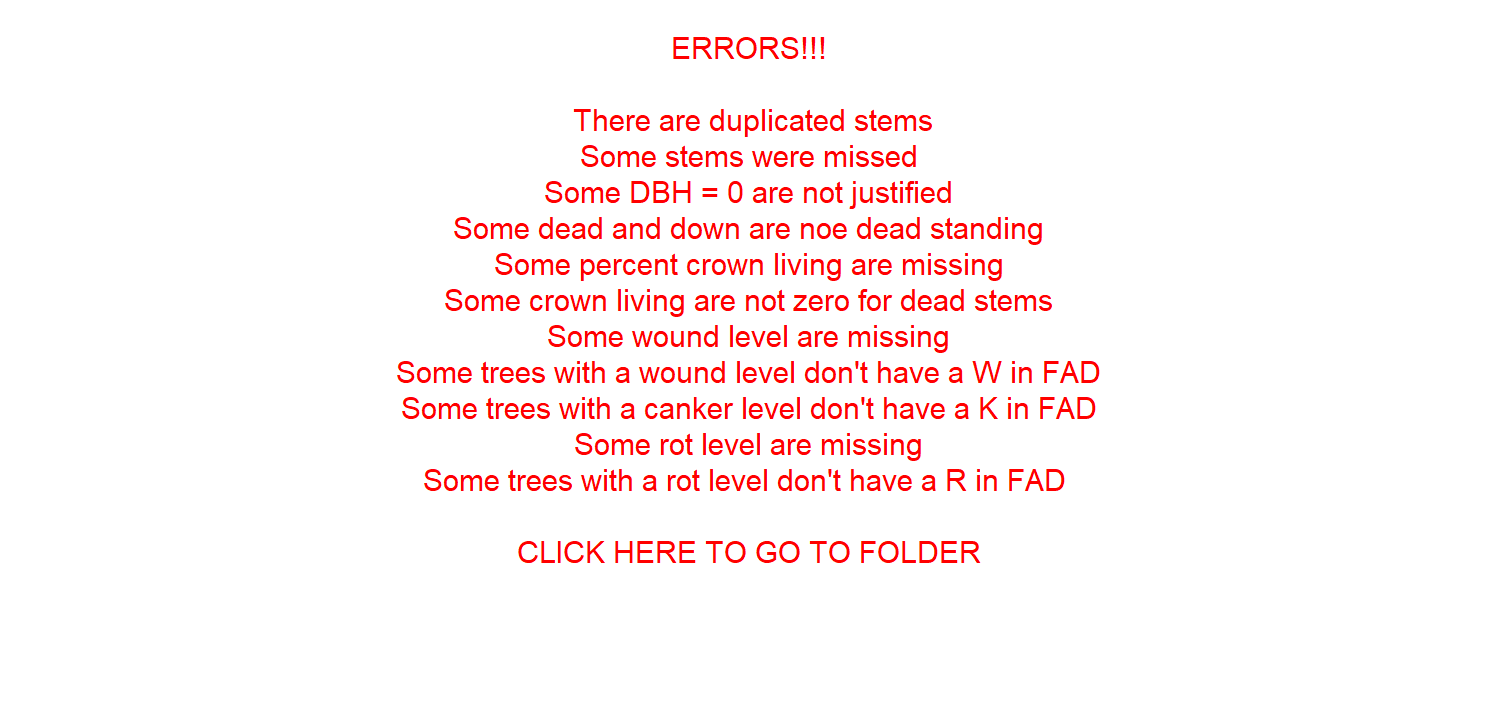 ERRORS!!!
There are duplicated stems
Some stems were missed
Some DBH = 0 are not justified
Some dead and down are noe dead standing
Some percent crown living are missing
Some crown living are not zero for dead stems
Some wound level are missing
Some trees with a wound level don't have a W in FAD
Some trees with a canker level don't have a K in FAD
Some rot level are missing
Some trees with a rot level don't have a R in FAD
CLICK HERE TO GO TO FOLDER